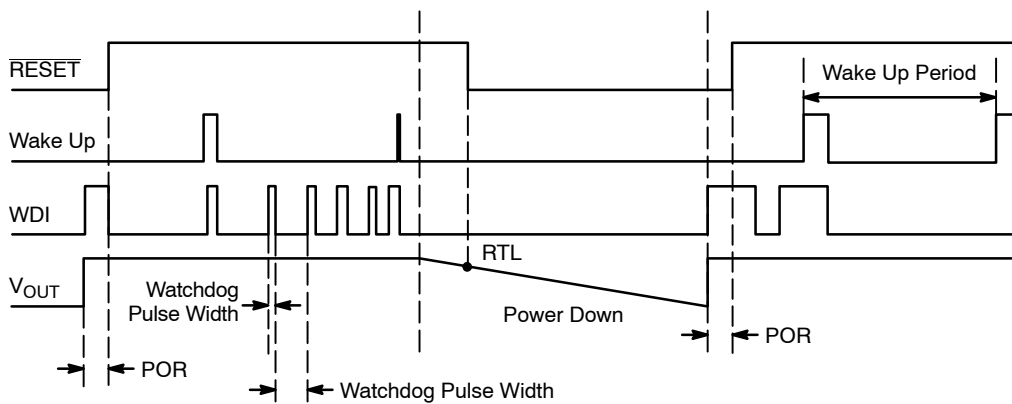 RESET
Wake Up Period
Wake Up
WDI
RTL
VOUT
Watchdog
Pulse Width
Power Down
POR
POR
Watchdog Pulse Width